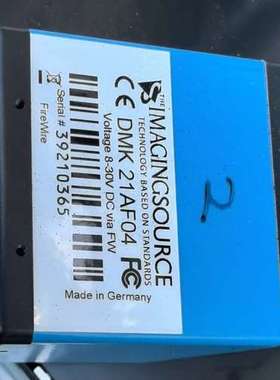 THE
IMAGINGSOURCE
TECHNOLOGY BASED ON STANDARDS
CE DMK 21AF04 FC
Voltage 8-30V DC via FW
Made in Germany
Serial # 39210365
FireWire
2